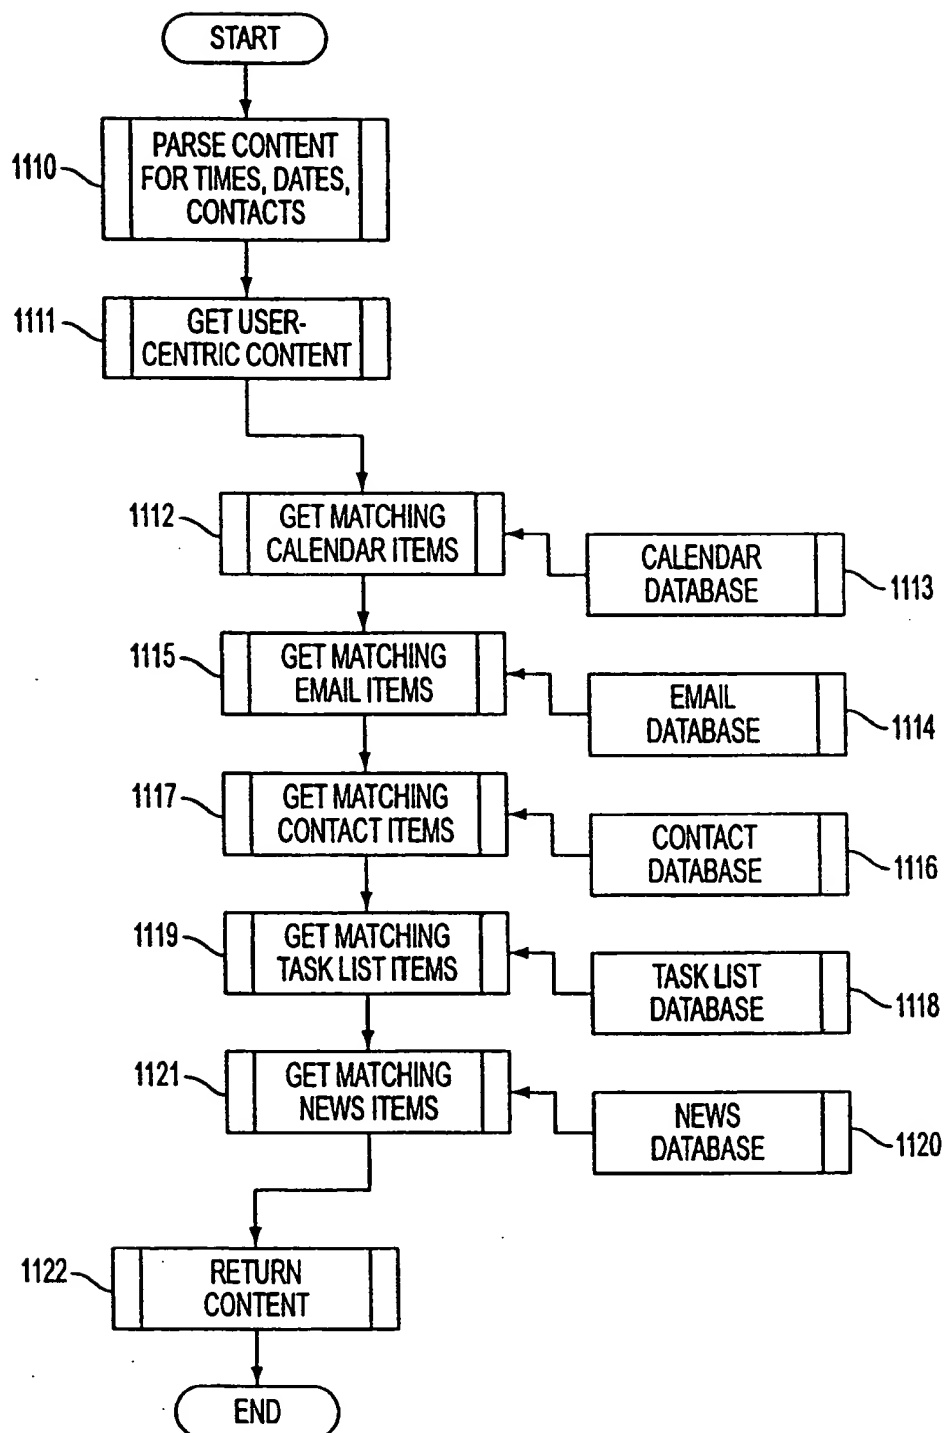 START
1110
PARSE CONTENT
FOR TIMES, DATES,
CONTACTS
1111
GET USER-
CENTRIC CONTENT
1112
GET MATCHING
CALENDAR ITEMS
CALENDAR
DATABASE
1113
1115
GET MATCHING
EMAIL ITEMS
EMAIL
DATABASE
1114
1117
GET MATCHING
CONTACT ITEMS
CONTACT
DATABASE
1116
1119
GET MATCHING
TASK LIST ITEMS
TASK LIST
DATABASE
1118
1121
GET MATCHING
NEWS ITEMS
NEWS
DATABASE
1120
1122
RETURN
CONTENT
END